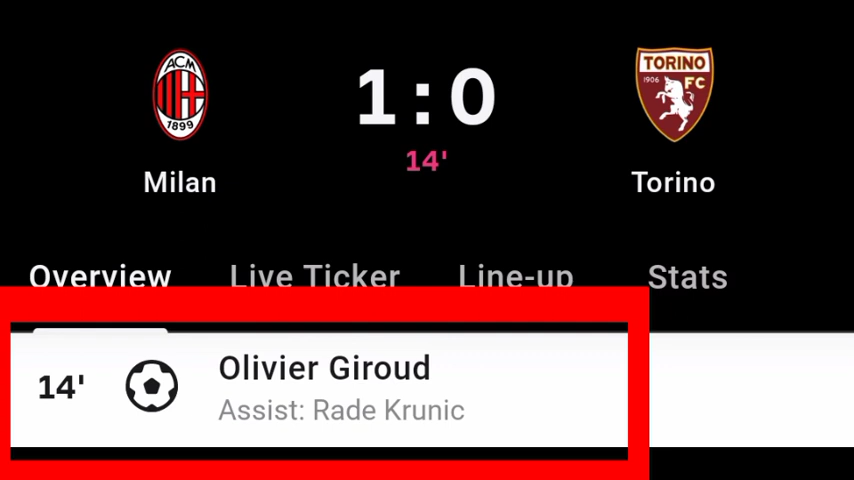 ACM
1899
1:0
14'
TORINO
1906 FC
Milan
Torino
Overview
Live Ticker
Line-up
Stats
14'
Olivier Giroud
Assist: Rade Krunic